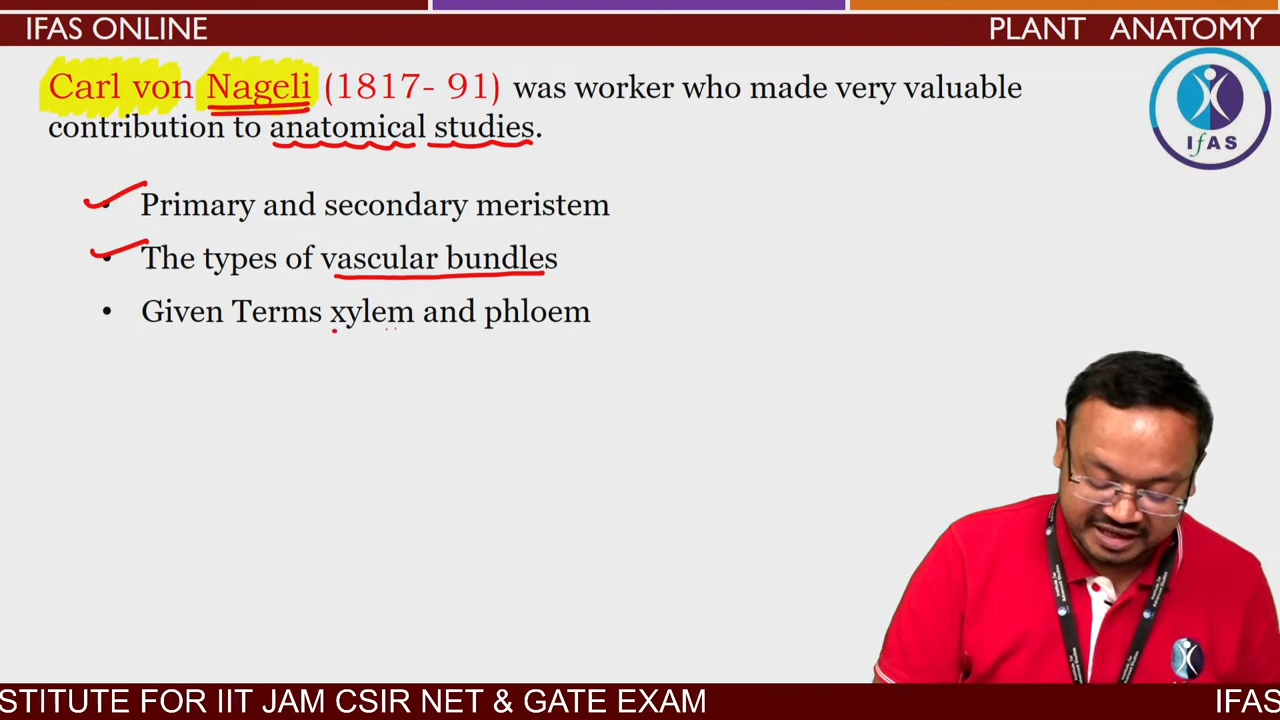 IFAS ONLINE
PLANT ANATOMY
Carl von Nageli (1817- 91) was worker who made very valuable
contribution to anatomical studies.
IfAS
• Primary and secondary meristem
• The types of vascular bundles
• Given Terms xylem and phloem
STITUTE FOR IIT JAM CSIR NET & GATE EXAM
IFAS